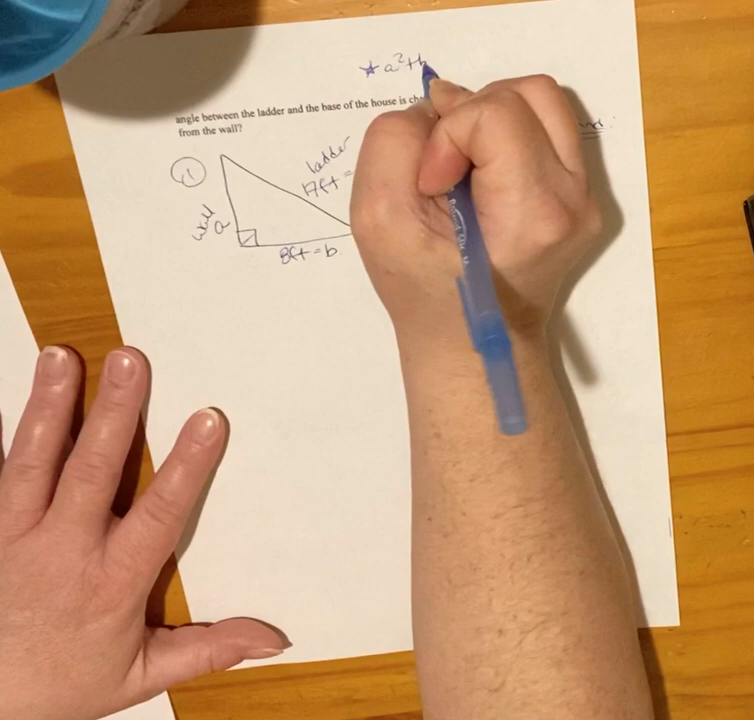 * a²+b
angle between the ladder and the base of the house is
from the wall?
1
ladder
17ft =
wall
a
8ft = b